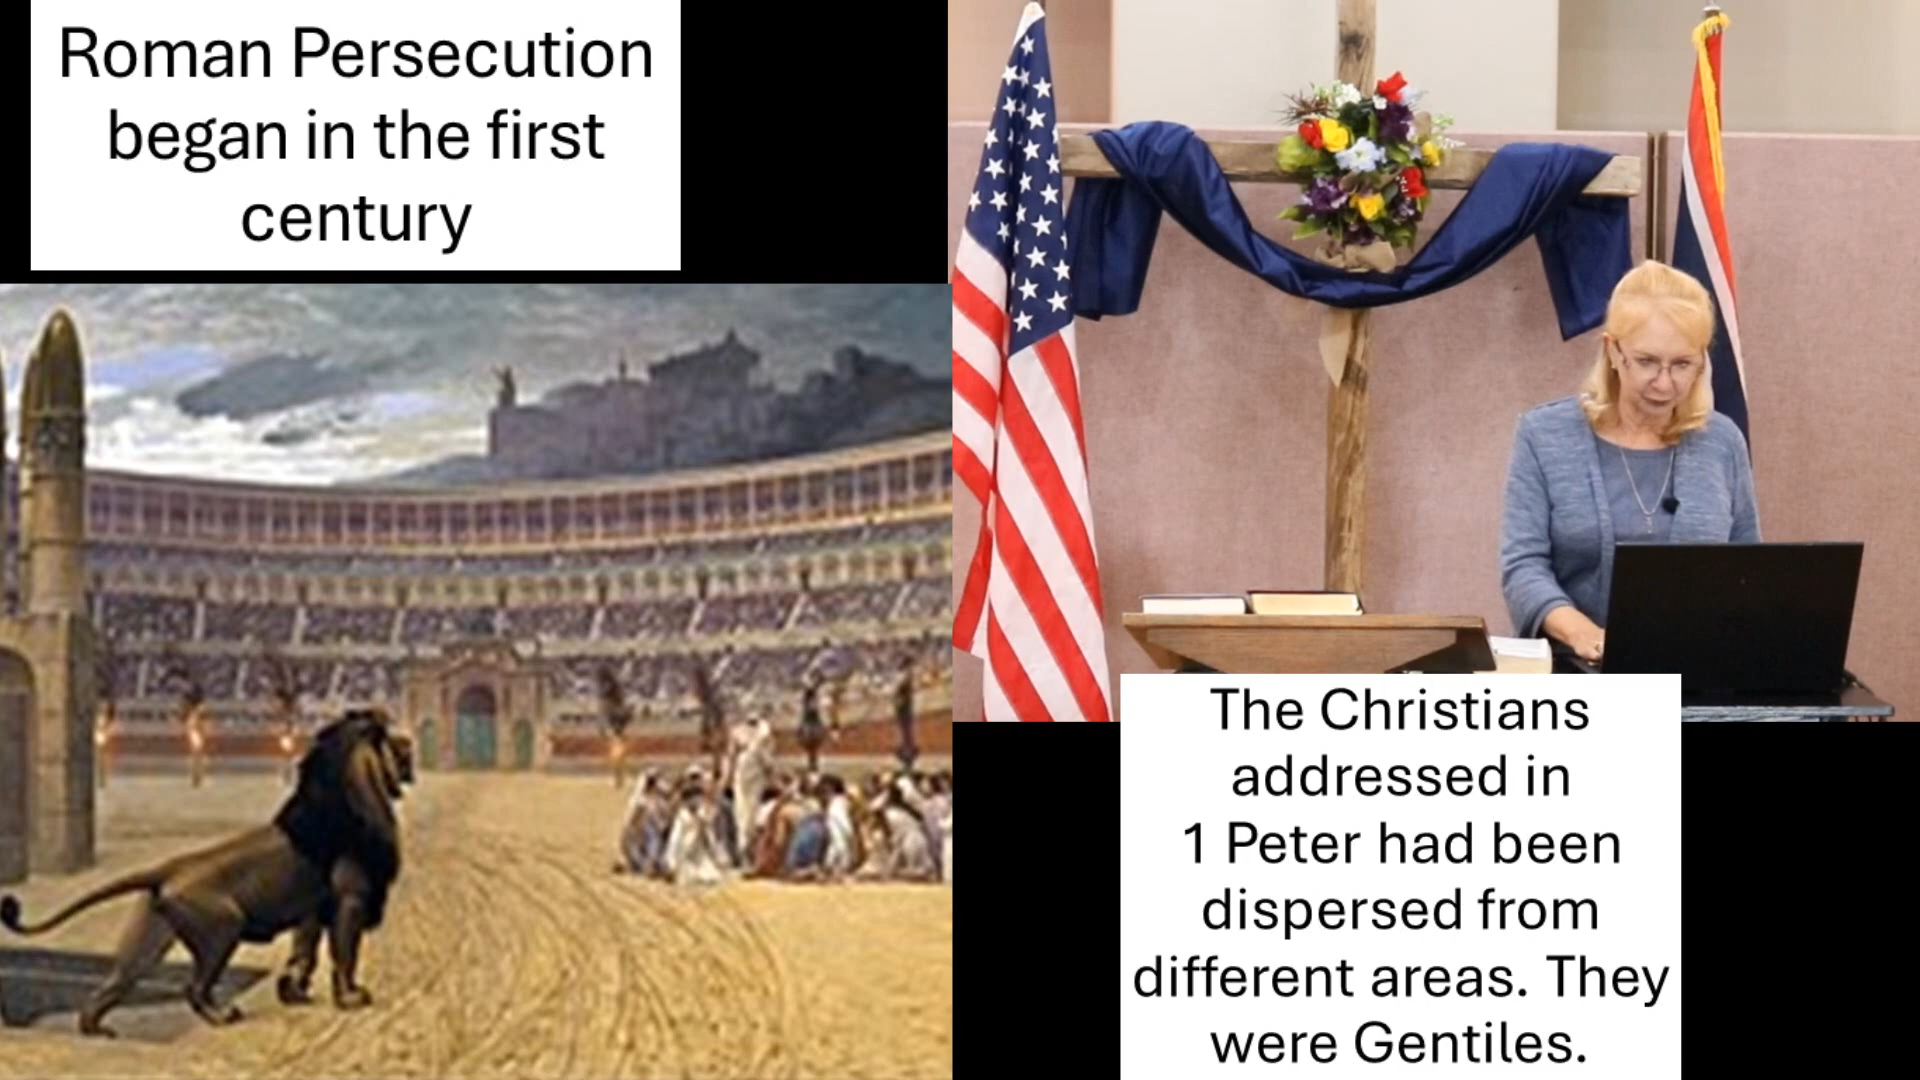 Roman Persecution
began in the first
century
The Christians
addressed in
1 Peter had been
dispersed from
different areas. They
were Gentiles.